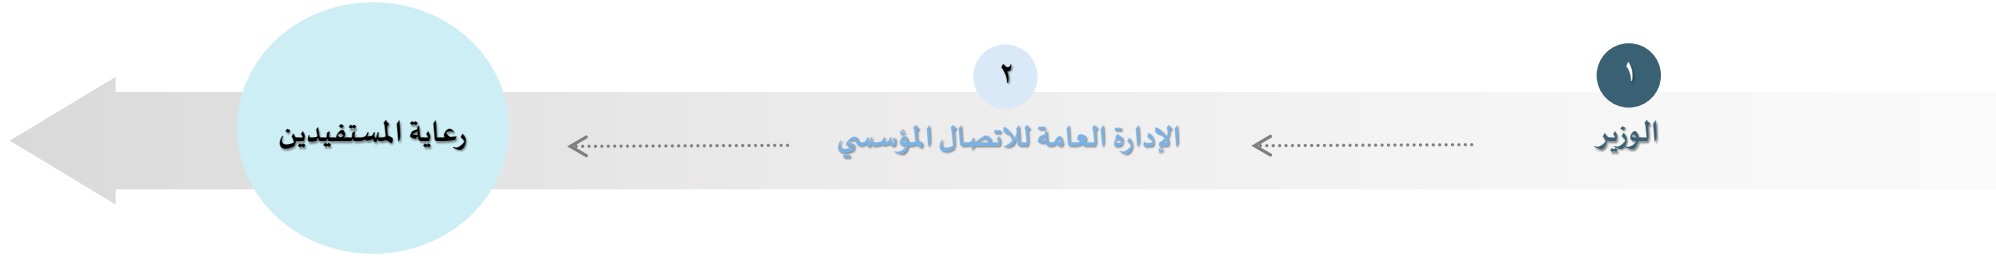 ١
الوزير
٢
الإدارة العامة للاتصال المؤسسي
رعاية المستفيدين